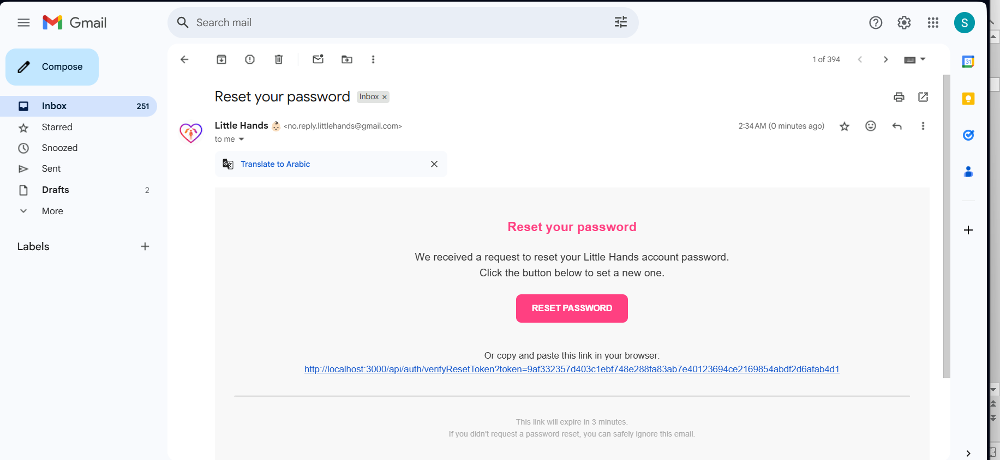 Gmail
Search mail
Compose
Inbox 251
Starred
Snoozed
Sent
Drafts 2
More
Labels
1 of 394
Reset your password Inbox ×
Little Hands <no.reply.littlehands@gmail.com> 2:34 AM (0 minutes ago)
to me
Translate to Arabic
Reset your password
We received a request to reset your Little Hands account password.
Click the button below to set a new one.
RESET PASSWORD
Or copy and paste this link in your browser:
http://localhost:3000/api/auth/verifyResetToken?token=9af332357d403c1ebf748e288fa83ab7e40123694ce2169854abdf2d6afab4d1
This link will expire in 3 minutes.
If you didn't request a password reset, you can safely ignore this email.
S
31